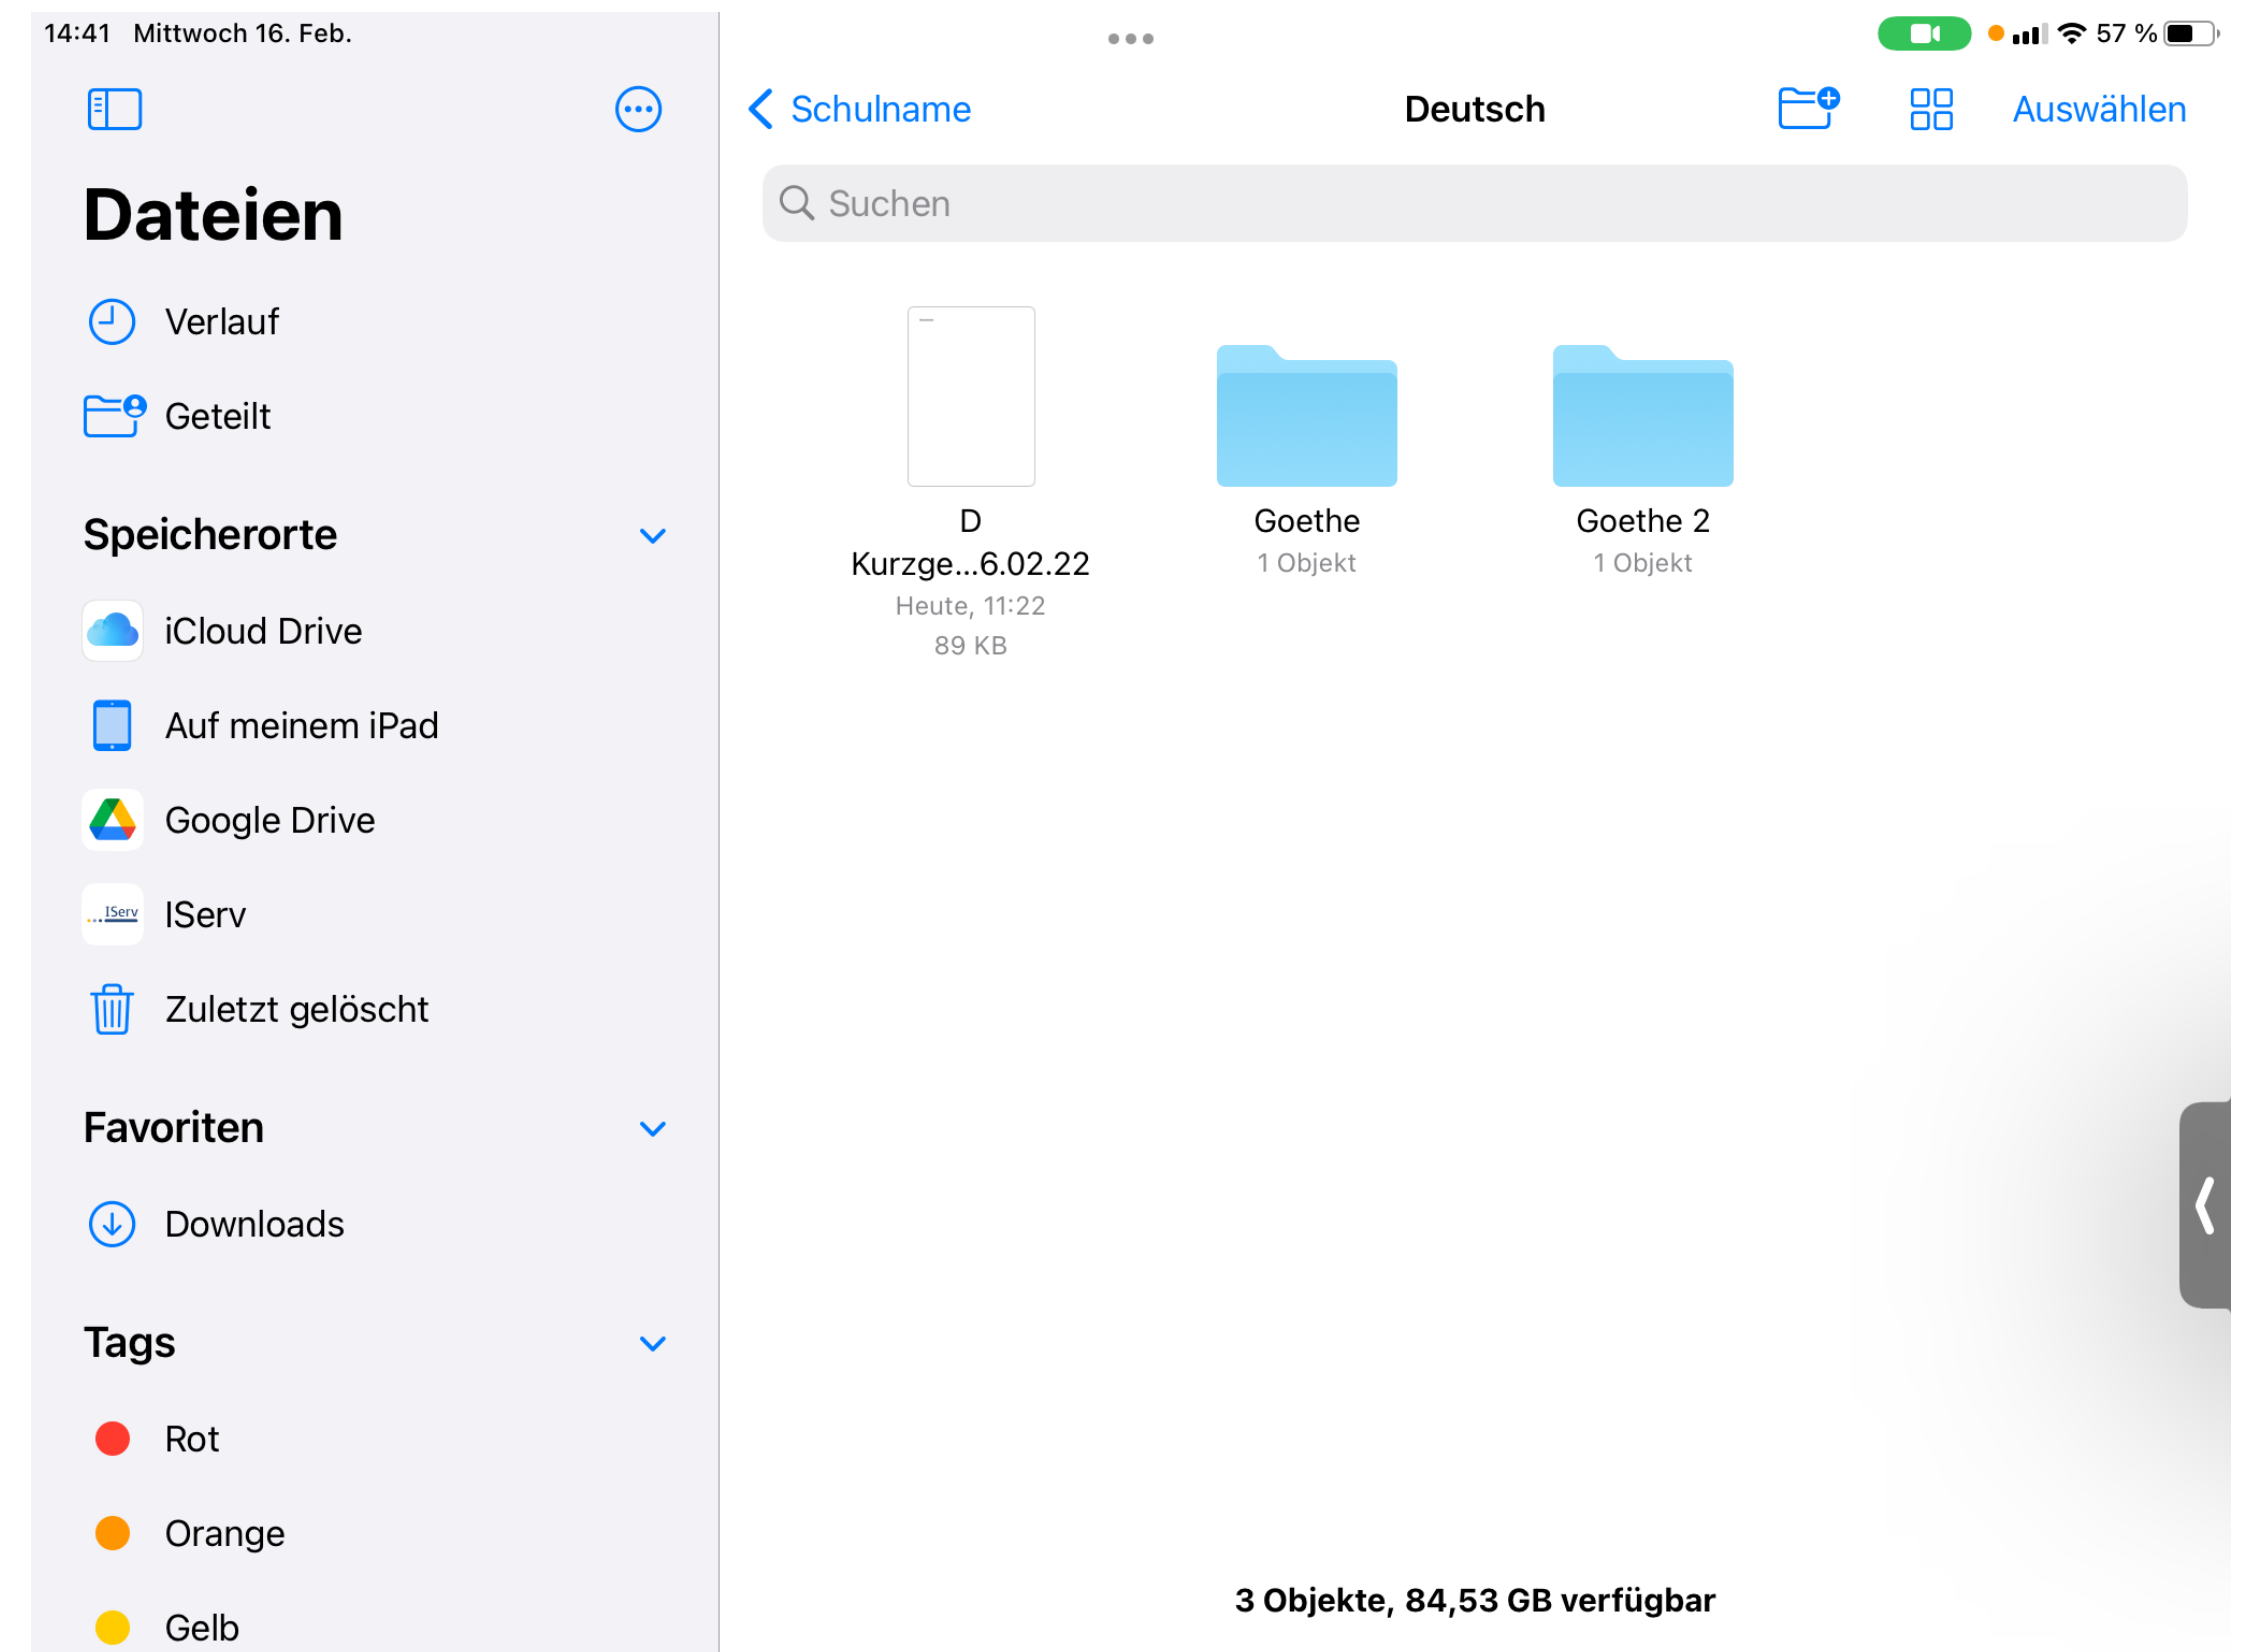 14:41 Mittwoch 16. Feb.
57 %
Dateien
Verlauf
Geteilt
Speicherorte
iCloud Drive
Auf meinem iPad
Google Drive
IServ
IServ
Zuletzt gelöscht
Favoriten
Downloads
Tags
Rot
Orange
Gelb
Schulname
Deutsch
Auswählen
Suchen
D
Kurzge...6.02.22
Heute, 11:22
89 KB
Goethe
1 Objekt
Goethe 2
1 Objekt
3 Objekte, 84,53 GB verfügbar